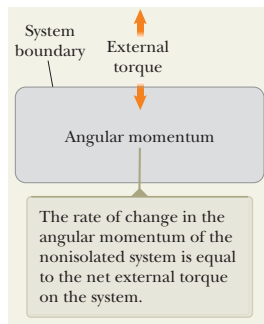 System
boundary
External
torque
Angular momentum
The rate of change in the
angular momentum of the
nonisolated system is equal
to the net external torque
on the system.